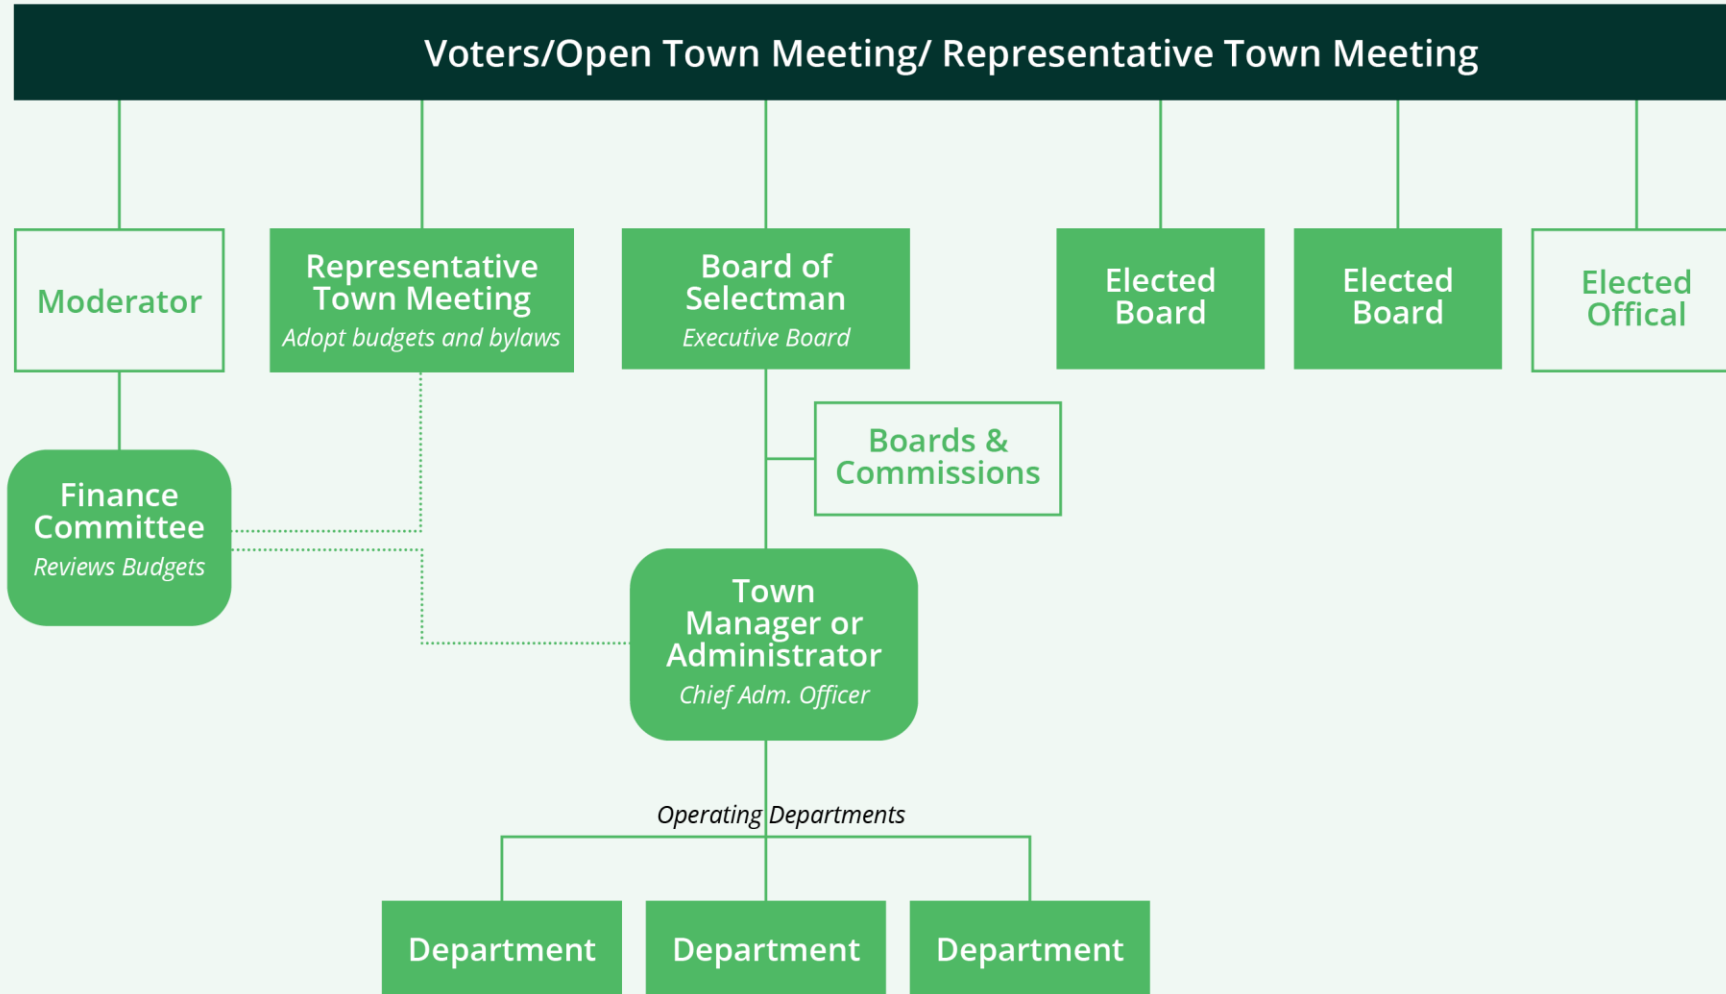 Voters/Open Town Meeting/ Representative Town Meeting
Moderator
Representative
Town Meeting
Adopt budgets and bylaws
Board of
Selectman
Executive Board
Elected
Board
Elected
Board
Elected
Offical
Boards &
Commissions
Finance
Committee
Reviews Budgets
Town
Manager or
Administrator
Chief Adm. Officer
Operating Departments
Department
Department
Department